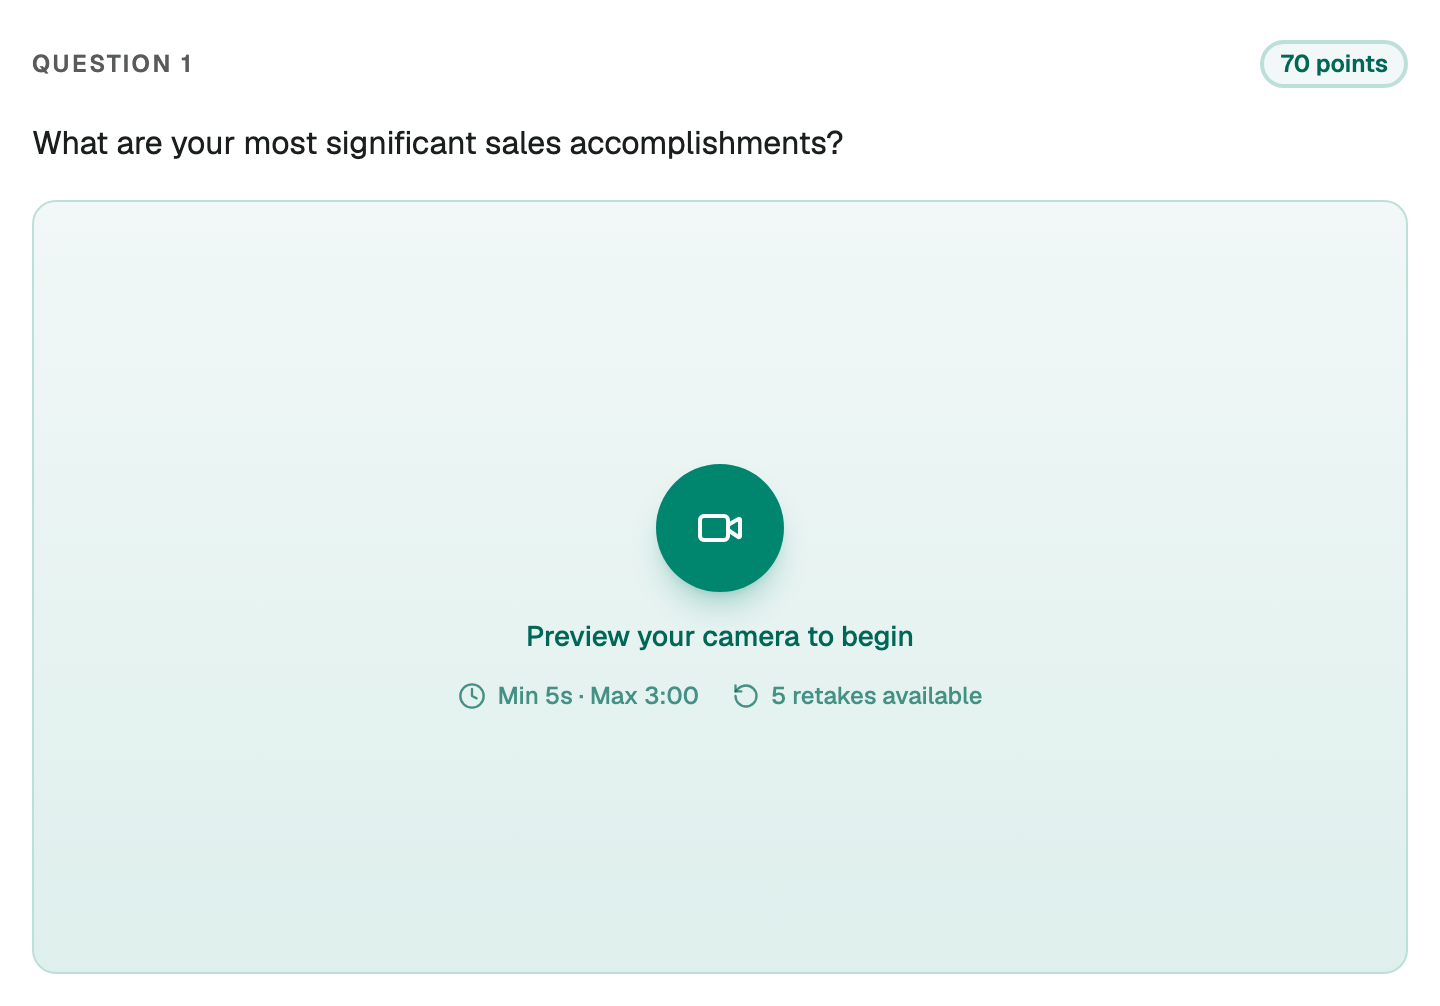 QUESTION 1
70 points
What are your most significant sales accomplishments?
Preview your camera to begin
Min 5s · Max 3:00 5 retakes available